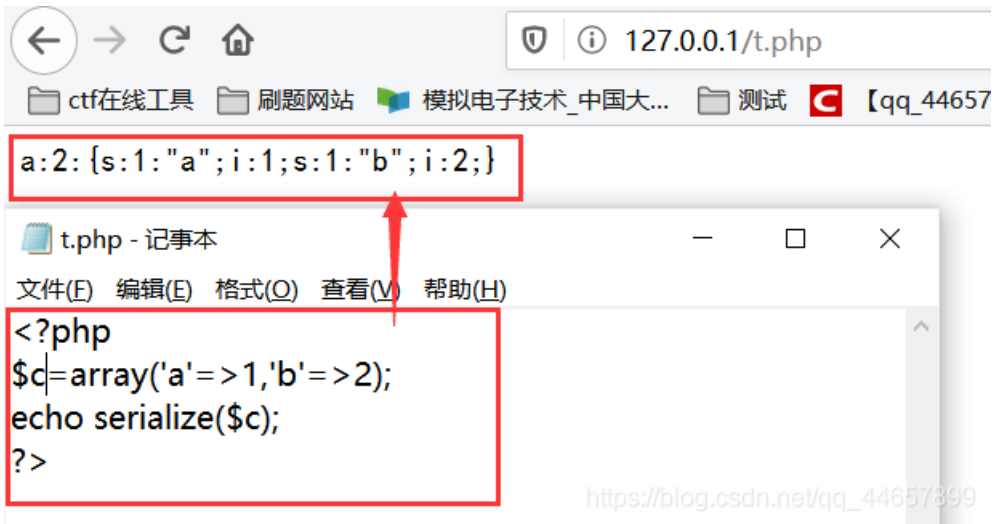 127.0.0.1/t.php
ctf在线工具 刷题网站 模拟电子技术_中国大... 测试 C 【qq_44657
a:2:{s:1:"a";i:1;s:1:"b";i:2;}
t.php - 记事本
文件(F) 编辑(E) 格式(O) 查看(V) 帮助(H)
<?php
$c=array('a'=>1,'b'=>2);
echo serialize($c);
?>
https://blog.csdn.net/qq_44657899